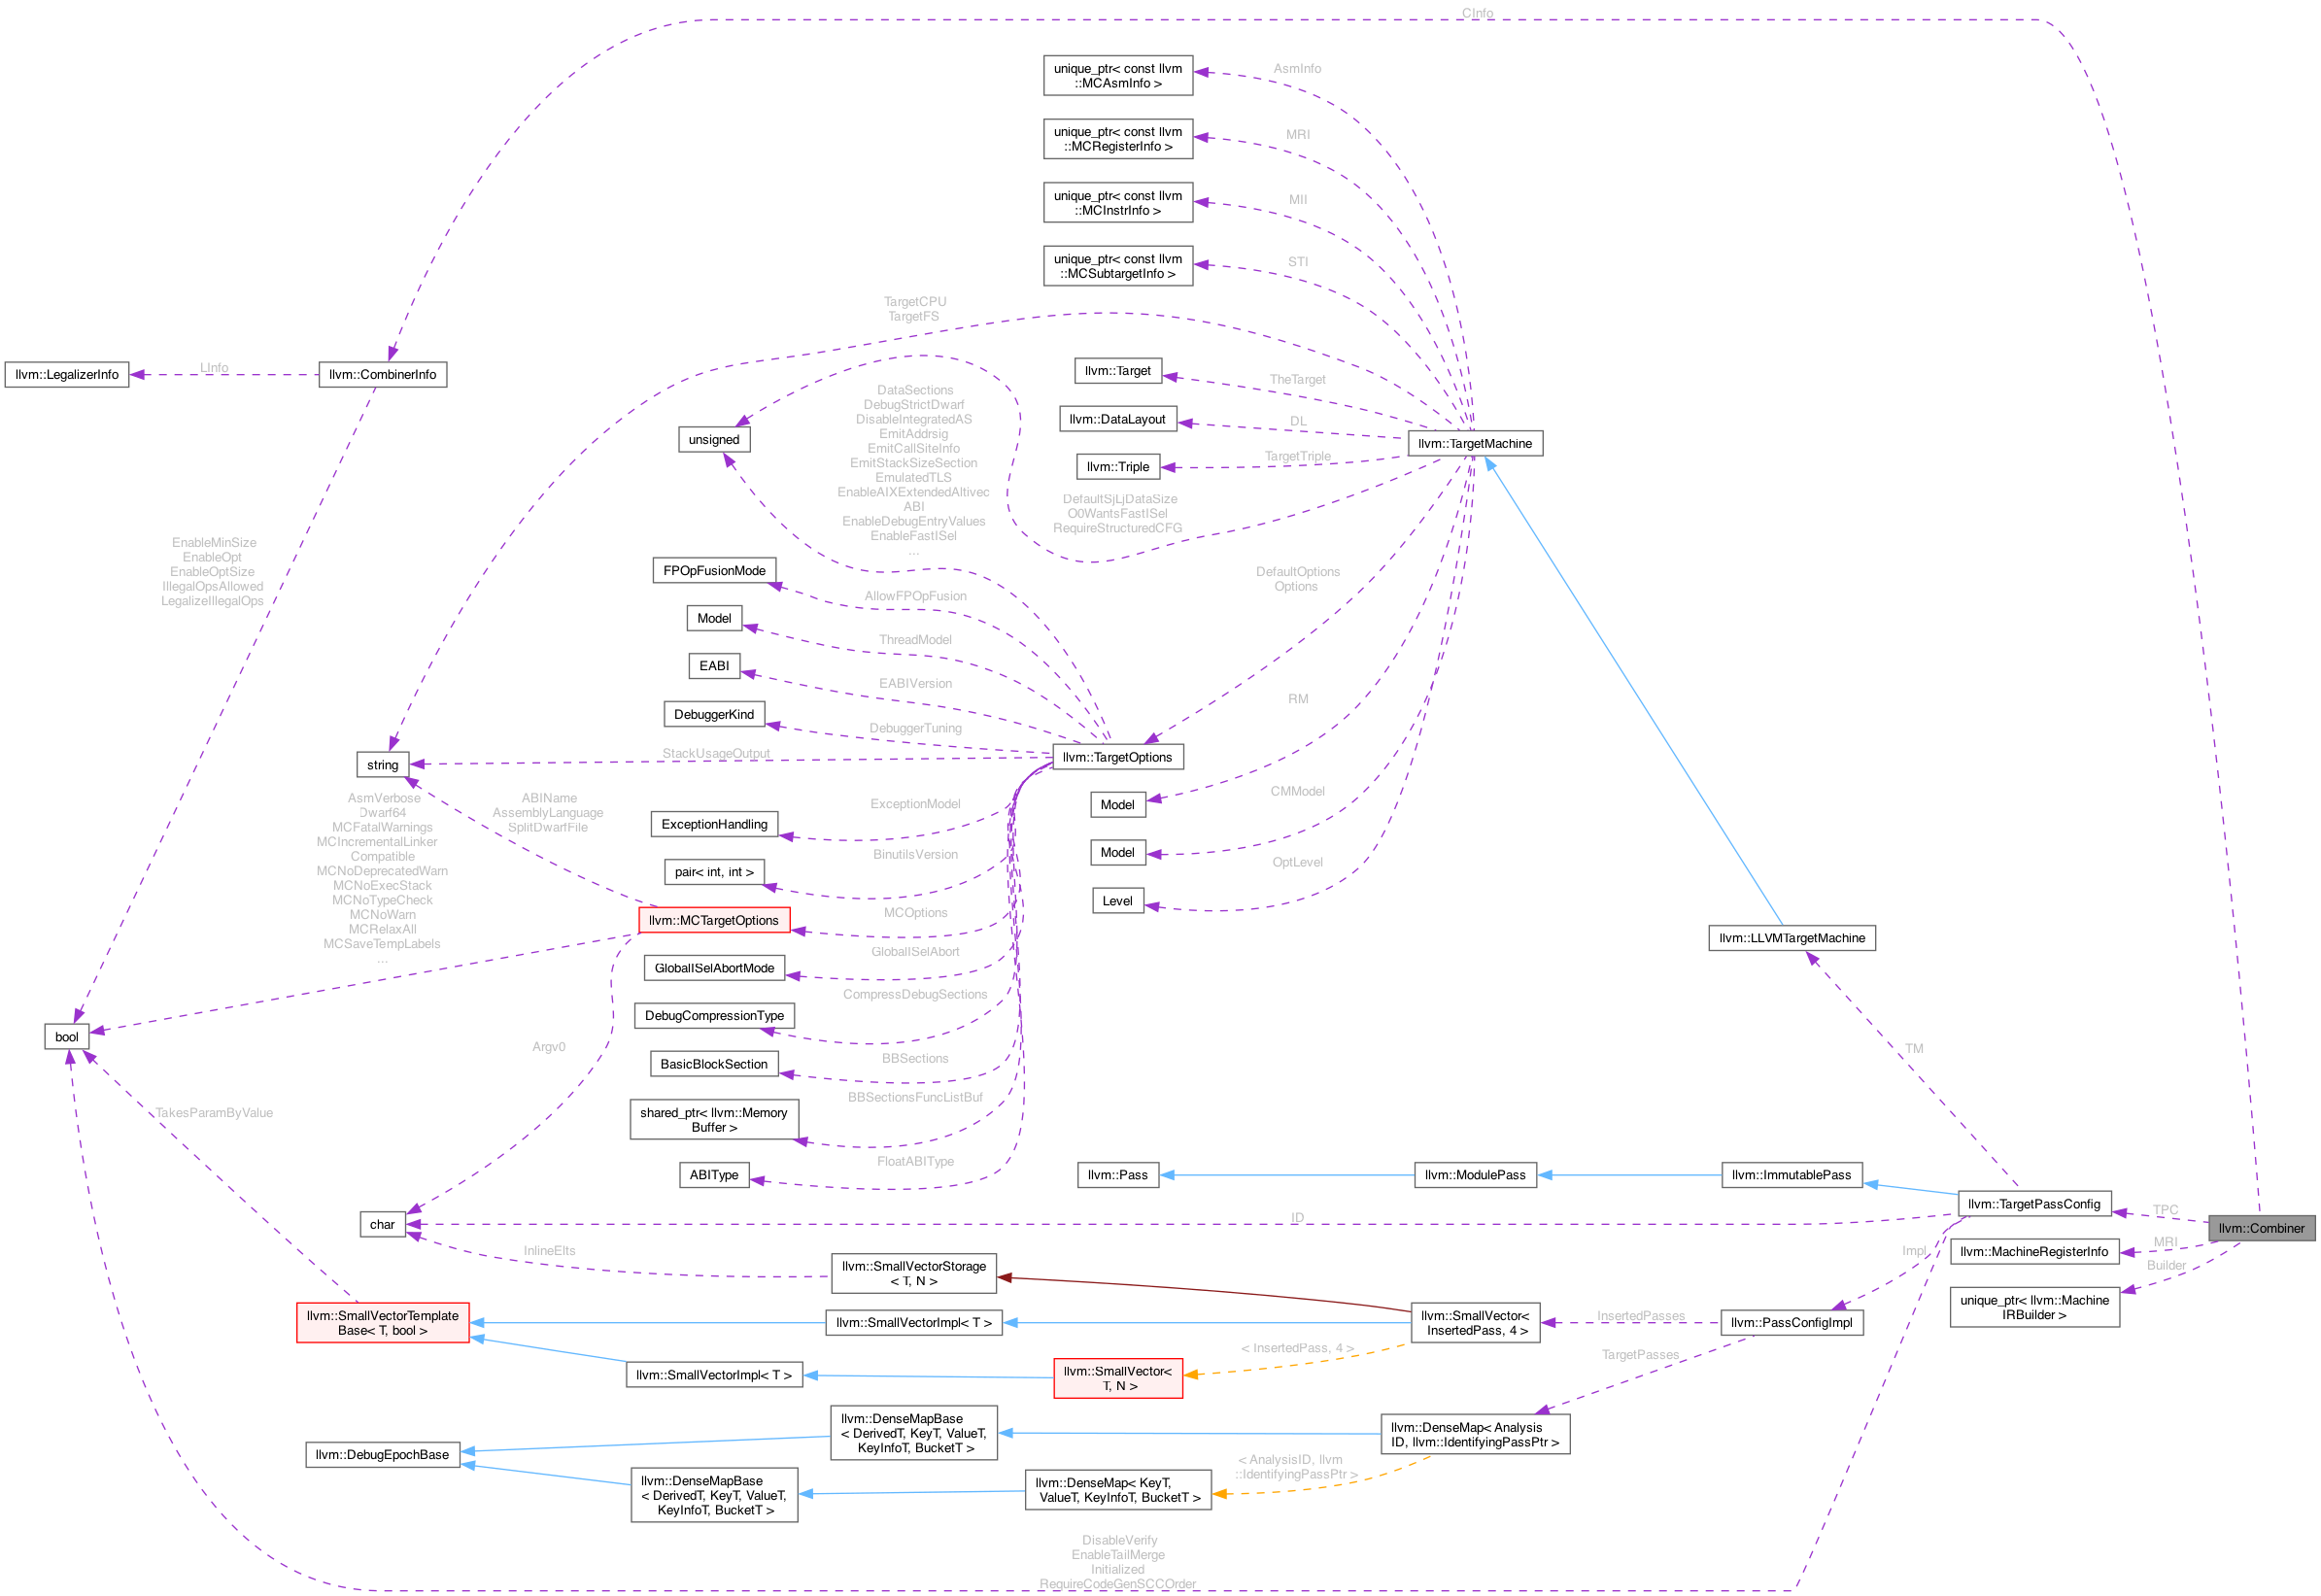 CInfo
unique_ptr< const llvm
::MCAsmInfo >
AsmInfo
unique_ptr< const llvm
::MCRegisterInfo >
MRI
unique_ptr< const llvm
::MCInstrInfo >
MII
unique_ptr< const llvm
::MCSubtargetInfo >
STI
TargetCPU
TargetFS
llvm::LegalizerInfo
LInfo
llvm::CombinerInfo
llvm::Target
TheTarget
llvm::DataLayout
DL
llvm::TargetMachine
llvm::Triple
TargetTriple
unsigned
DataSections
DebugStrictDwarf
DisableIntegratedAS
EmitAddrsig
EmitCallSiteInfo
EmitStackSizeSection
EmulatedTLS
EnableAIXExtendedAltivec
ABI
EnableDebugEntryValues
EnableFastISel
...
DefaultSjLjDataSize
O0WantsFastISel
RequireStructuredCFG
EnableMinSize
EnableOpt
EnableOptSize
IllegalOpsAllowed
LegalizeIllegalOps
FPOpFusionMode
AllowFPOpFusion
DefaultOptions
Options
Model
ThreadModel
EABI
EABIVersion
DebuggerKind
DebuggerTuning
RM
string
StackUsageOutput
llvm::TargetOptions
AsmVerbose
Dwarf64
MCFatalWarnings
MCIncrementalLinker
Compatible
MCNoDeprecatedWarn
MCNoExecStack
MCNoTypeCheck
MCNoWarn
MCRelaxAll
MCSaveTempLabels
...
ABIName
AssemblyLanguage
SplitDwarfFile
ExceptionHandling
ExceptionModel
Model
CMModel
pair< int, int >
BinutilsVersion
Model
OptLevel
Level
llvm::MCTargetOptions
MCOptions
llvm::LLVMTargetMachine
GlobalISelAbortMode
GlobalISelAbort
DebugCompressionType
CompressDebugSections
bool
Argv0
BasicBlockSection
BBSections
TM
shared_ptr< llvm::Memory
Buffer >
BBSectionsFuncListBuf
TakesParamByValue
ABIType
FloatABIType
llvm::Pass
llvm::ModulePass
llvm::ImmutablePass
llvm::TargetPassConfig
TPC
char
ID
llvm::Combiner
InlineElts
llvm::SmallVectorStorage
< T, N >
Impl
llvm::MachineRegisterInfo
MRI
Builder
unique_ptr< llvm::Machine
IRBuilder >
llvm::SmallVectorTemplate
Base< T, bool >
llvm::SmallVectorImpl< T >
llvm::SmallVector<
InsertedPass, 4 >
InsertedPasses
llvm::PassConfigImpl
< InsertedPass, 4 >
TargetPasses
llvm::SmallVectorImpl< T >
llvm::SmallVector<
T, N >
llvm::DenseMapBase
< DerivedT, KeyT, ValueT,
KeyInfoT, BucketT >
llvm::DenseMap< Analysis
ID, llvm::IdentifyingPassPtr >
llvm::DebugEpochBase
< AnalysisID, llvm
::IdentifyingPassPtr >
llvm::DenseMapBase
< DerivedT, KeyT, ValueT,
KeyInfoT, BucketT >
llvm::DenseMap< KeyT,
ValueT, KeyInfoT, BucketT >
DisableVerify
EnableTailMerge
Initialized
RequireCodeGenSCCOrder